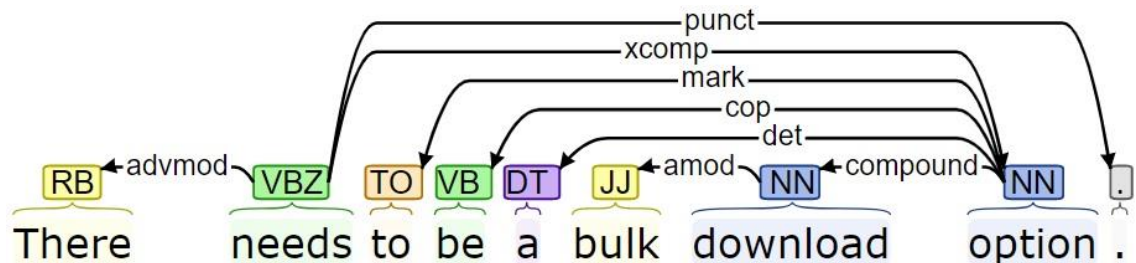 punct
xcomp
mark
cop
det
RB advmod VBZ TO VB DT JJ amod NN compound NN .
There needs to be a bulk download option .